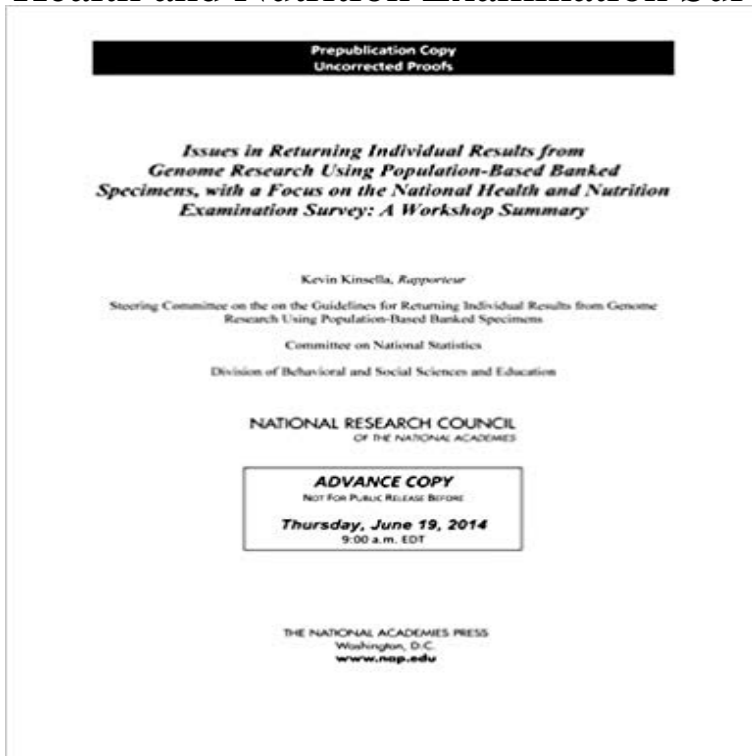 Prepublication Copy
Uncorrected Proofs
Issues in Returning Individual Results from
Genome Research Using Population-Based Banked
Specimens, with a Focus on the National Health and Nutrition
Examination Survey: A Workshop Summary
Kevin Kinsella, Rapporteur
Steering Committee on the on the Guidelines for Returning Individual Results from Genome
Research Using Population-Based Banked Specimens
Committee on National Statistics
Division of Behavioral and Social Sciences and Education
NATIONAL RESEARCH COUNCIL
OF THE NATIONAL ACADEMIES
ADVANCE COPY
NOT FOR PUBLIC RELEASE BEFORE
Thursday, June 19, 2014
9:00 a.m. EDT
THE NATIONAL ACADEMIES PRESS
Washington, D.C.
www.nap.edu